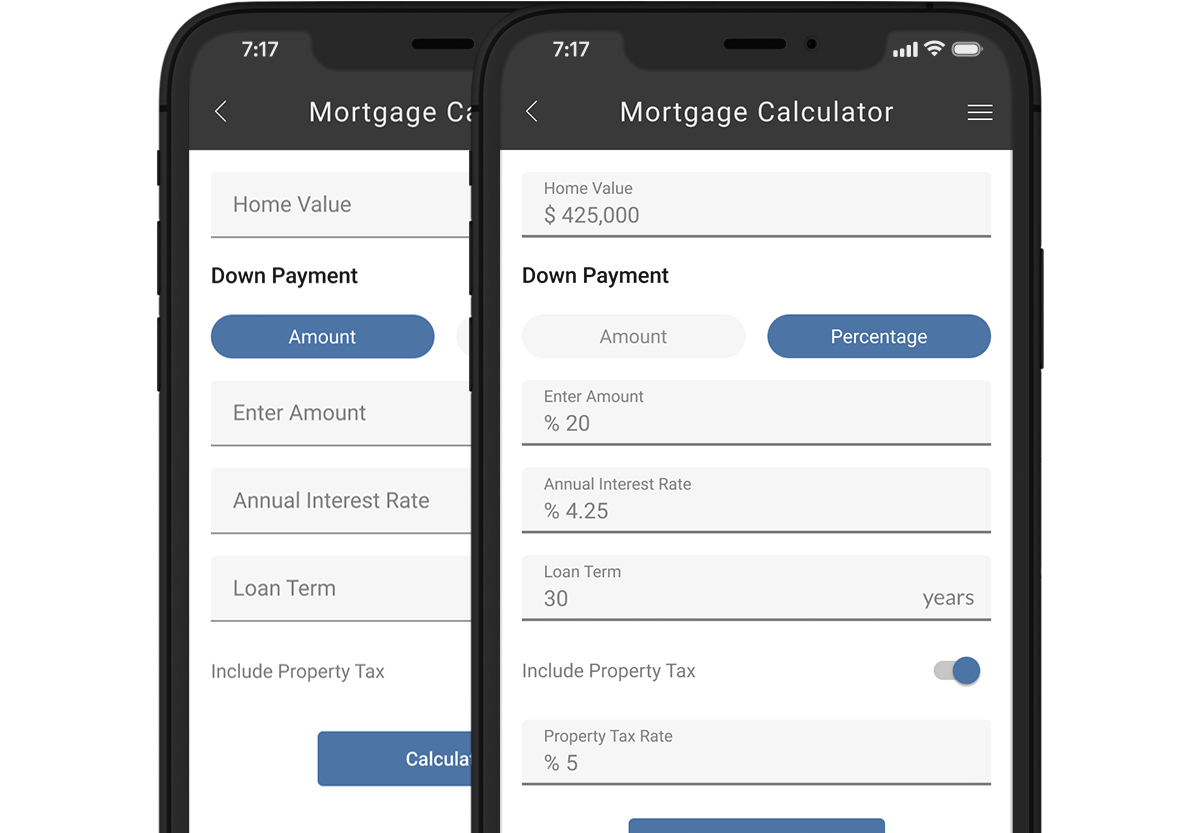 7:17
Mortgage Ca
Home Value
Down Payment
Amount
Enter Amount
Annual Interest Rate
Loan Term
Include Property Tax
Calculat
7:17
Mortgage Calculator
Home Value
$ 425,000
Down Payment
Amount Percentage
Enter Amount
% 20
Annual Interest Rate
% 4.25
Loan Term
30 years
Include Property Tax
Property Tax Rate
% 5